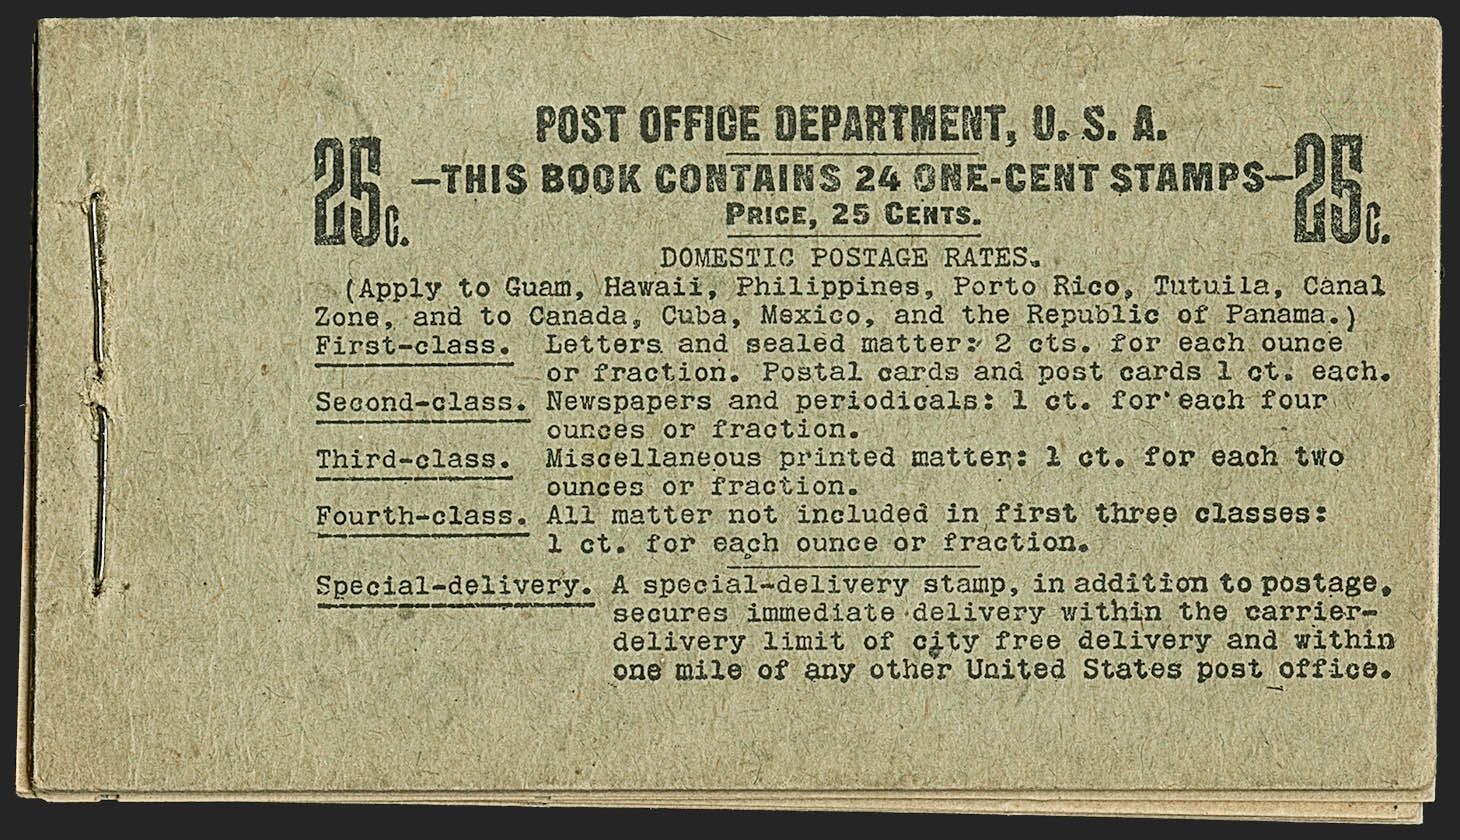 POST OFFICE DEPARTMENT, U. S. A.
25c. —THIS BOOK CONTAINS 24 ONE-CENT STAMPS— 25c.
PRICE, 25 CENTS.
DOMESTIC POSTAGE RATES.
(Apply to Guam, Hawaii, Philippines, Porto Rico, Tutuila, Canal
Zone, and to Canada, Cuba, Mexico, and the Republic of Panama.)
First-class. Letters and sealed matter: 2 cts. for each ounce
or fraction. Postal cards and post cards 1 ct. each.
Second-class. Newspapers and periodicals: 1 ct. for each four
ounces or fraction.
Third-class. Miscellaneous printed matter: 1 ct. for each two
ounces or fraction.
Fourth-class. All matter not included in first three classes:
1 ct. for each ounce or fraction.
Special-delivery. A special-delivery stamp, in addition to postage,
secures immediate delivery within the carrier-
delivery limit of city free delivery and within
one mile of any other United States post office.